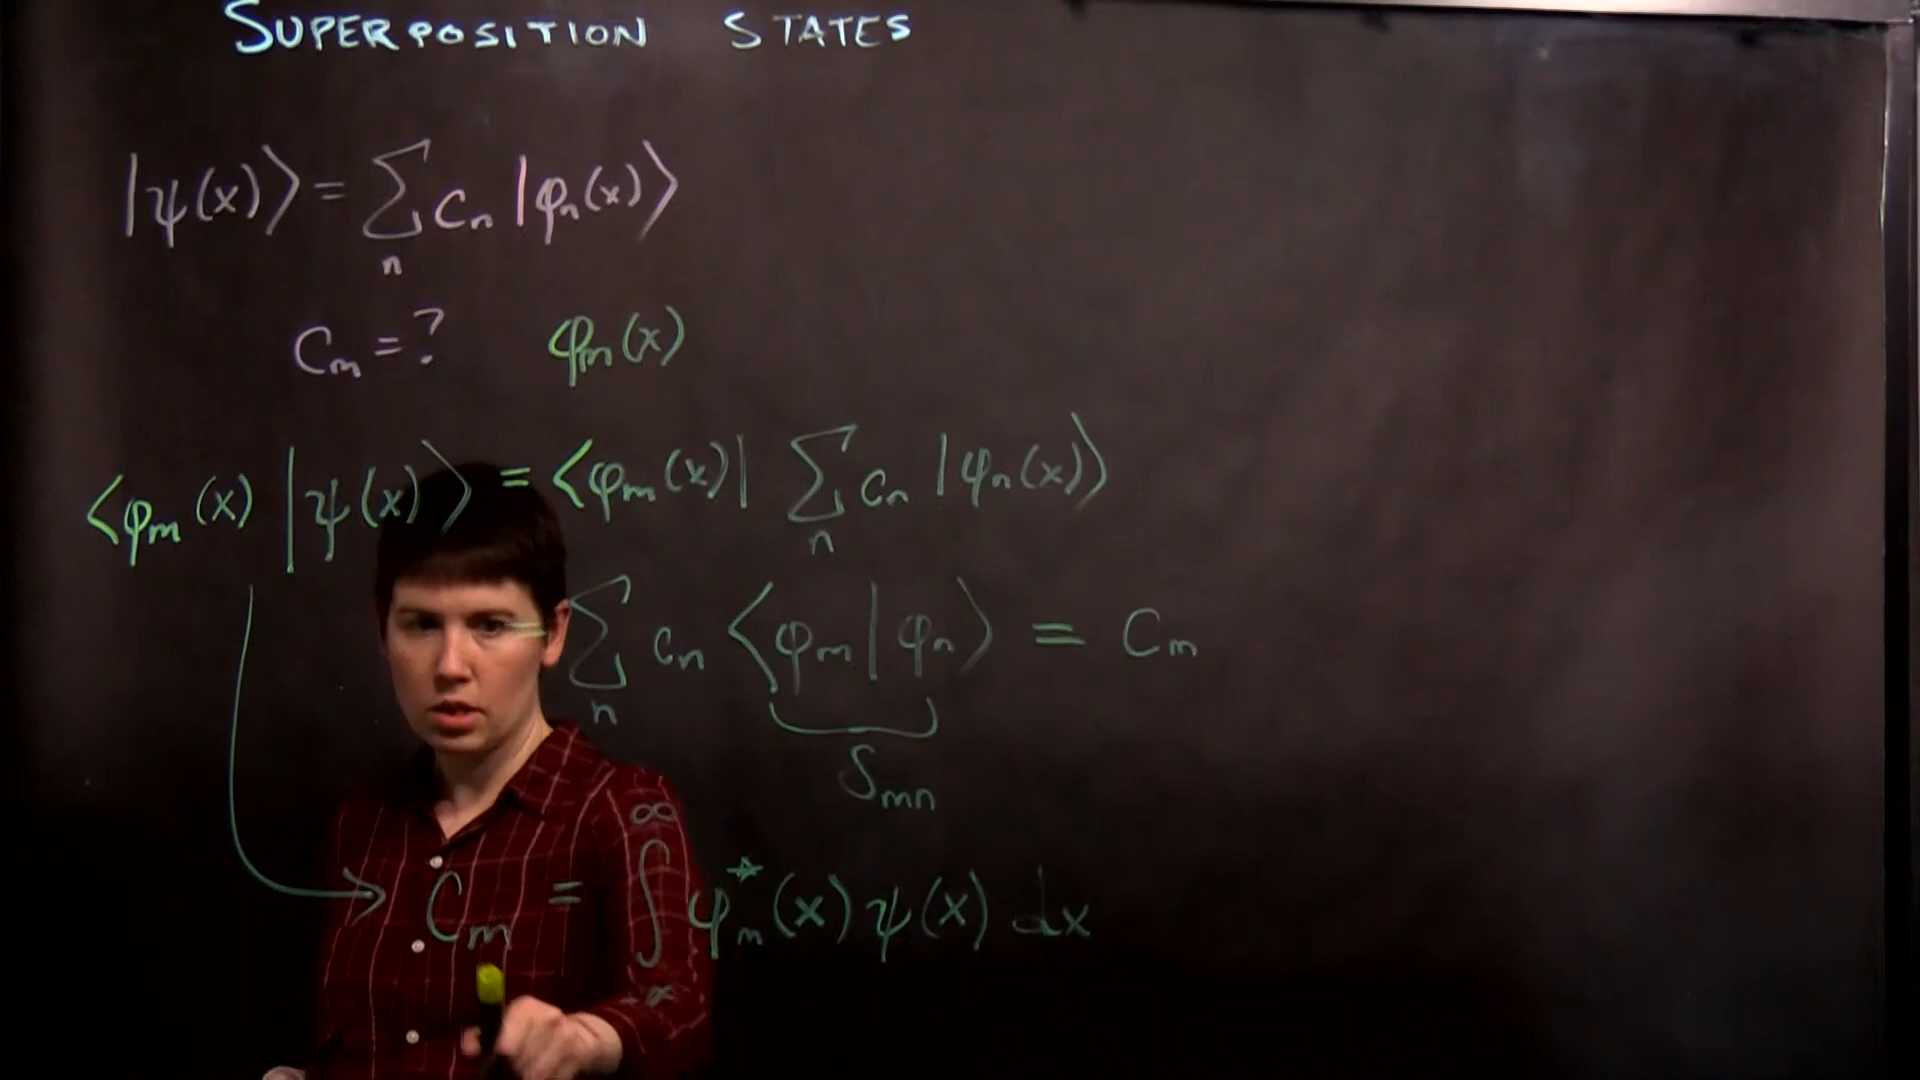 SUPERPOSITION STATES
|ψ(x)⟩ = ∑ₙ cₙ |φₙ(x)⟩
Cₘ = ? φₘ(x)
⟨φₘ(x) | ψ(x)⟩ = ⟨φₘ(x)| ∑ₙ cₙ |φₙ(x)⟩
= ∑ₙ cₙ ⟨φₘ|φₙ⟩ = Cₘ
δₘₙ
Cₘ = ∫_{-∞}^{∞} φₘ*(x) ψ(x) dx